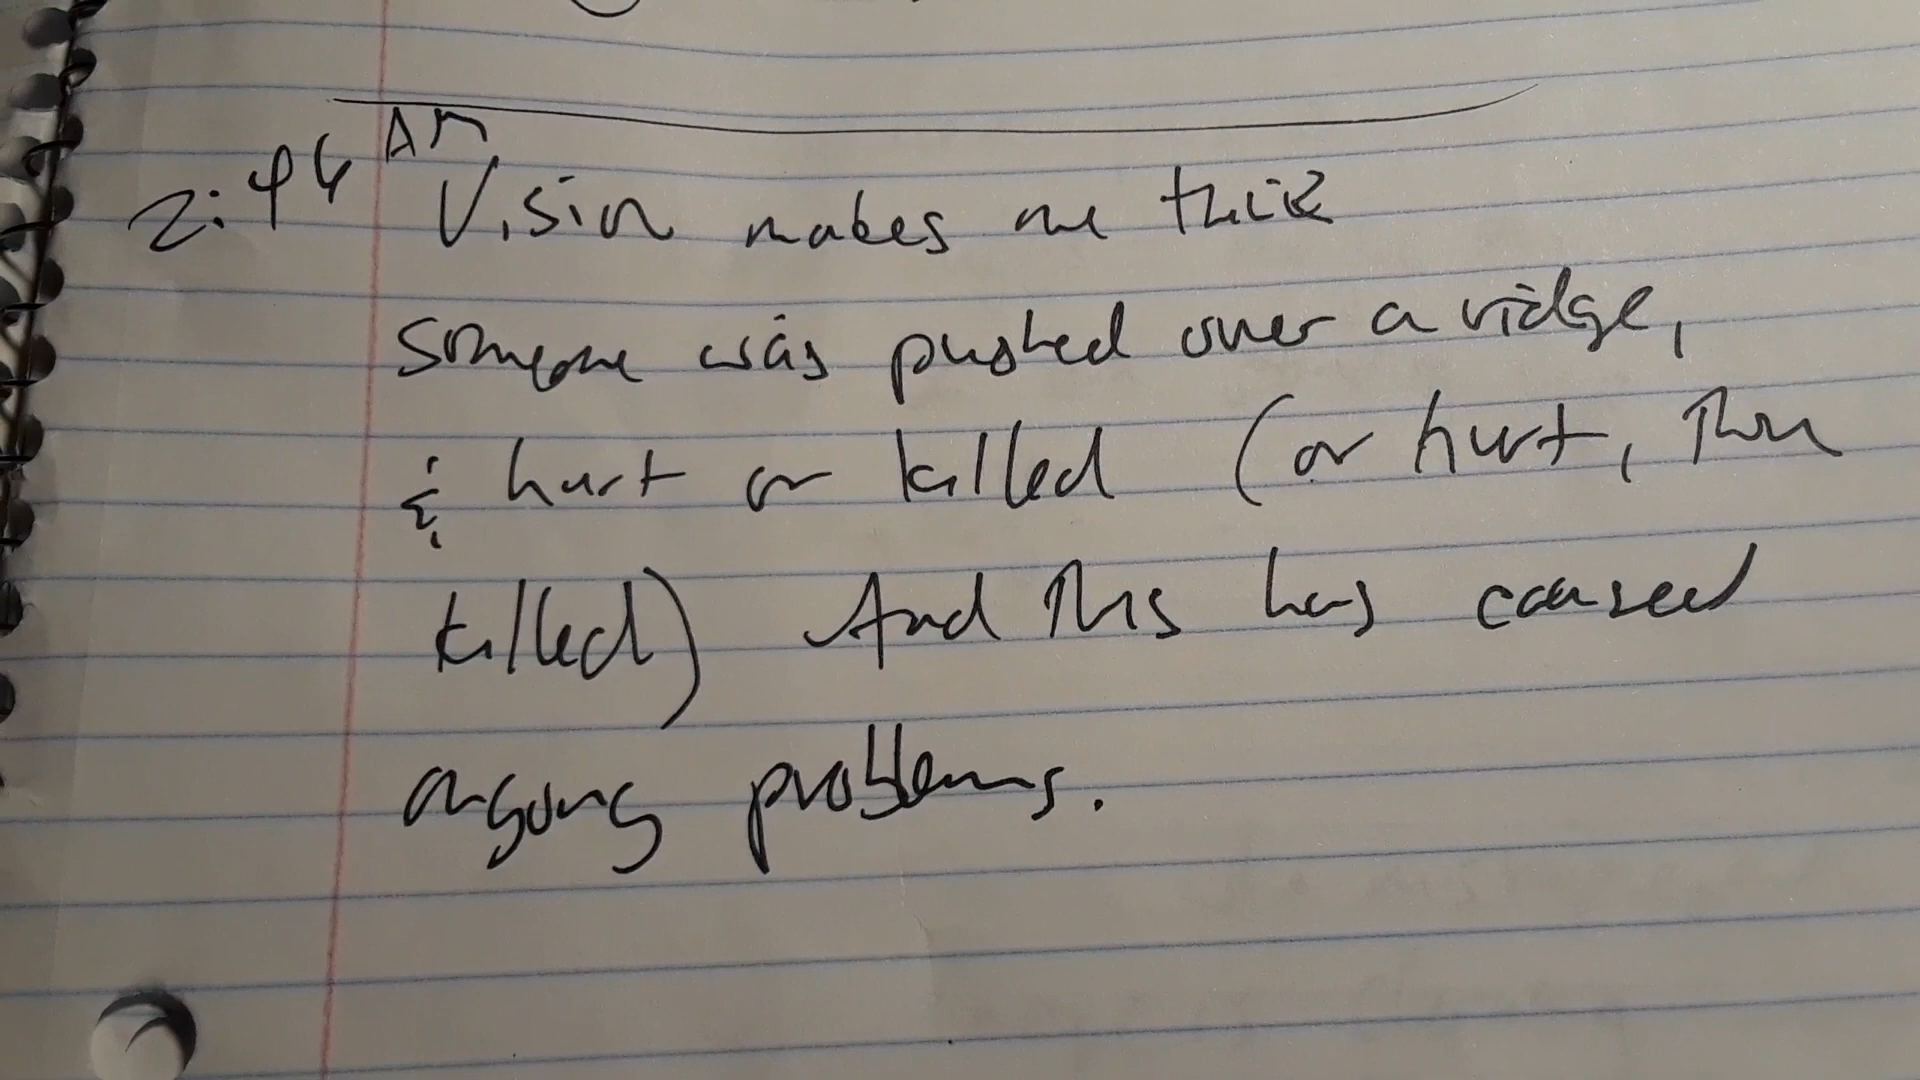 2:46 AM Vision makes me think
someone was pushed over a ridge,
& hurt or killed (or hurt, then
killed) And this has caused
ongoing problems.